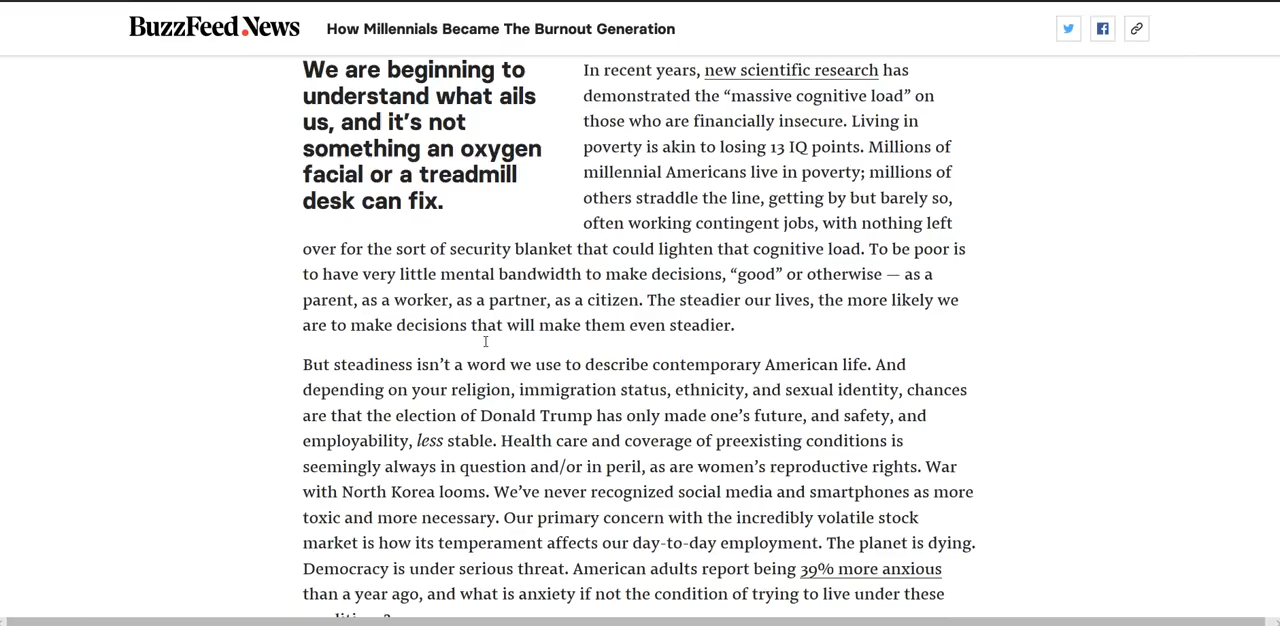 BuzzFeed News
How Millennials Became The Burnout Generation
We are beginning to
understand what ails
us, and it’s not
something an oxygen
facial or a treadmill
desk can fix.
In recent years, new scientific research has
demonstrated the “massive cognitive load” on
those who are financially insecure. Living in
poverty is akin to losing 13 IQ points. Millions of
millennial Americans live in poverty; millions of
others straddle the line, getting by but barely so,
often working contingent jobs, with nothing left
over for the sort of security blanket that could lighten that cognitive load. To be poor is
to have very little mental bandwidth to make decisions, “good” or otherwise — as a
parent, as a worker, as a partner, as a citizen. The steadier our lives, the more likely we
are to make decisions that will make them even steadier.
But steadiness isn’t a word we use to describe contemporary American life. And
depending on your religion, immigration status, ethnicity, and sexual identity, chances
are that the election of Donald Trump has only made one’s future, and safety, and
employability, less stable. Health care and coverage of preexisting conditions is
seemingly always in question and/or in peril, as are women’s reproductive rights. War
with North Korea looms. We’ve never recognized social media and smartphones as more
toxic and more necessary. Our primary concern with the incredibly volatile stock
market is how its temperament affects our day-to-day employment. The planet is dying.
Democracy is under serious threat. American adults report being 39% more anxious
than a year ago, and what is anxiety if not the condition of trying to live under these